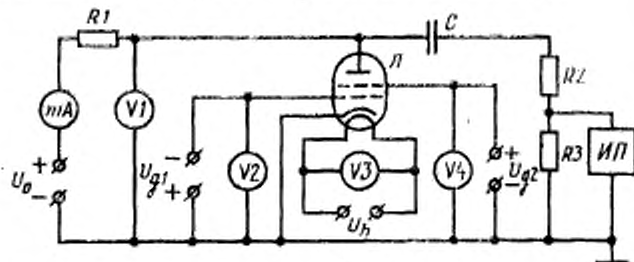 R1
C
Л
R2
mA
V1
+
U₀
−
−
U𝑔1
+
V2
V3
U𝘩
V4
+
U𝑔2
−
R3
ИП